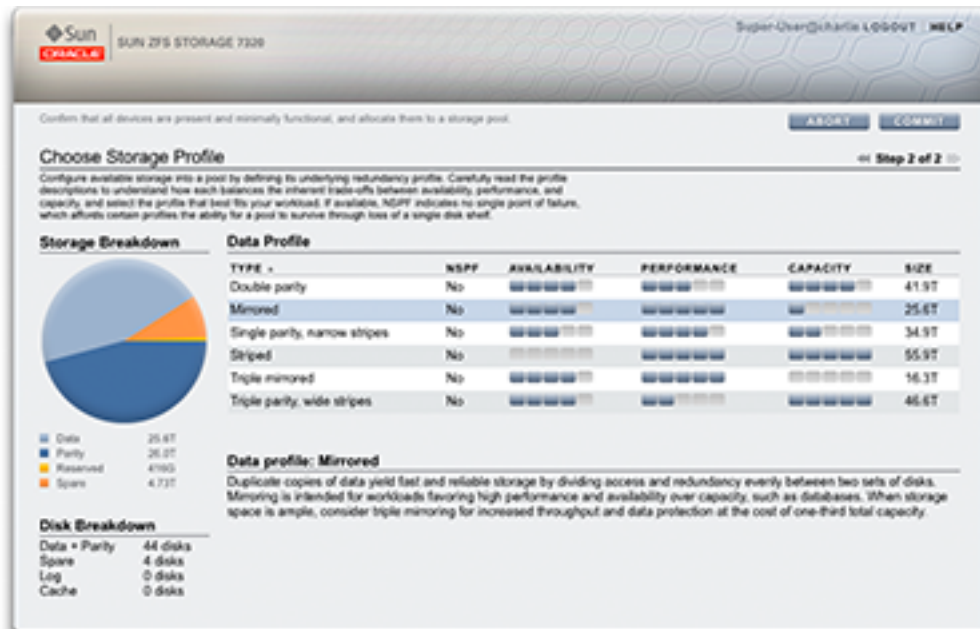 Sun
ORACLE
SUN ZFS STORAGE 7320
Super-User@charlie LOGOUT HELP
Confirm that all devices are present and minimally functional, and allocate them to a storage pool.
ABORT COMMIT
Choose Storage Profile
Step 2 of 2
Configure available storage into a pool by defining its underlying redundancy profile. Carefully read the profile
descriptions to understand how each balances the inherent trade-offs between availability, performance, and
capacity, and select the profile that best fits your workload. If available, NSPF indicates no single point of failure,
which affords certain profiles the ability for a pool to survive through loss of a single disk shelf.
Storage Breakdown
Data 25.6T
Parity 26.0T
Reserved 419G
Spare 4.73T
Disk Breakdown
Data + Parity 44 disks
Spare 4 disks
Log 0 disks
Cache 0 disks
Data Profile
TYPE NSPF AVAILABILITY PERFORMANCE CAPACITY SIZE
Double parity No 41.9T
Mirrored No 25.6T
Single parity, narrow stripes No 34.9T
Striped No 55.9T
Triple mirrored No 16.3T
Triple parity, wide stripes No 46.6T
Data profile: Mirrored
Duplicate copies of data yield fast and reliable storage by dividing access and redundancy evenly between two sets of disks.
Mirroring is intended for workloads favoring high performance and availability over capacity, such as databases. When storage
space is ample, consider triple mirroring for increased throughput and data protection at the cost of one-third total capacity.